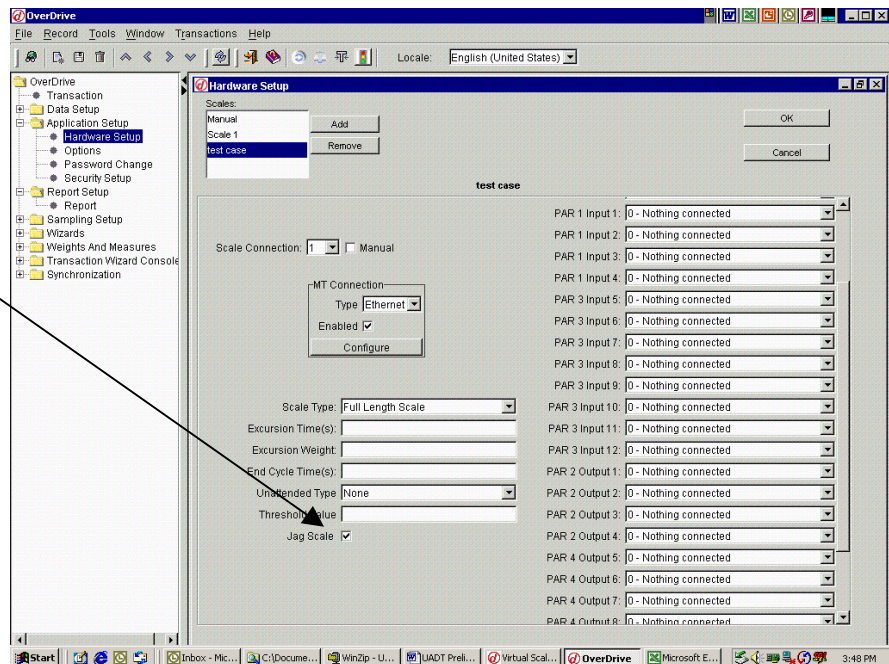 OverDrive
File Record Tools Window Transactions Help
Locale: English (United States)
OverDrive
Transaction
Data Setup
Application Setup
Hardware Setup
Options
Password Change
Security Setup
Report Setup
Report
Sampling Setup
Wizards
Weights And Measures
Transaction Wizard Console
Synchronization
Hardware Setup
Scales:
Manual
Scale 1
test case
Add
Remove
OK
Cancel
test case
Scale Connection: 1 Manual
MT Connection
Type Ethernet
Enabled
Configure
Scale Type: Full Length Scale
Excursion Time(s):
Excursion Weight:
End Cycle Time(s):
Unattended Type None
Threshold Value
Jag Scale
PAR 1 Input 1: 0 - Nothing connected
PAR 1 Input 2: 0 - Nothing connected
PAR 1 Input 3: 0 - Nothing connected
PAR 1 Input 4: 0 - Nothing connected
PAR 3 Input 5: 0 - Nothing connected
PAR 3 Input 6: 0 - Nothing connected
PAR 3 Input 7: 0 - Nothing connected
PAR 3 Input 8: 0 - Nothing connected
PAR 3 Input 9: 0 - Nothing connected
PAR 3 Input 10: 0 - Nothing connected
PAR 3 Input 11: 0 - Nothing connected
PAR 3 Input 12: 0 - Nothing connected
PAR 2 Output 1: 0 - Nothing connected
PAR 2 Output 2: 0 - Nothing connected
PAR 2 Output 3: 0 - Nothing connected
PAR 2 Output 4: 0 - Nothing connected
PAR 4 Output 5: 0 - Nothing connected
PAR 4 Output 6: 0 - Nothing connected
PAR 4 Output 7: 0 - Nothing connected
PAR 4 Output 8: 0 - Nothing connected
Start Inbox - Mic... C:\Docume... WinZip - U... UADT Preli... Virtual Scal... OverDrive Microsoft E... 3:48 PM